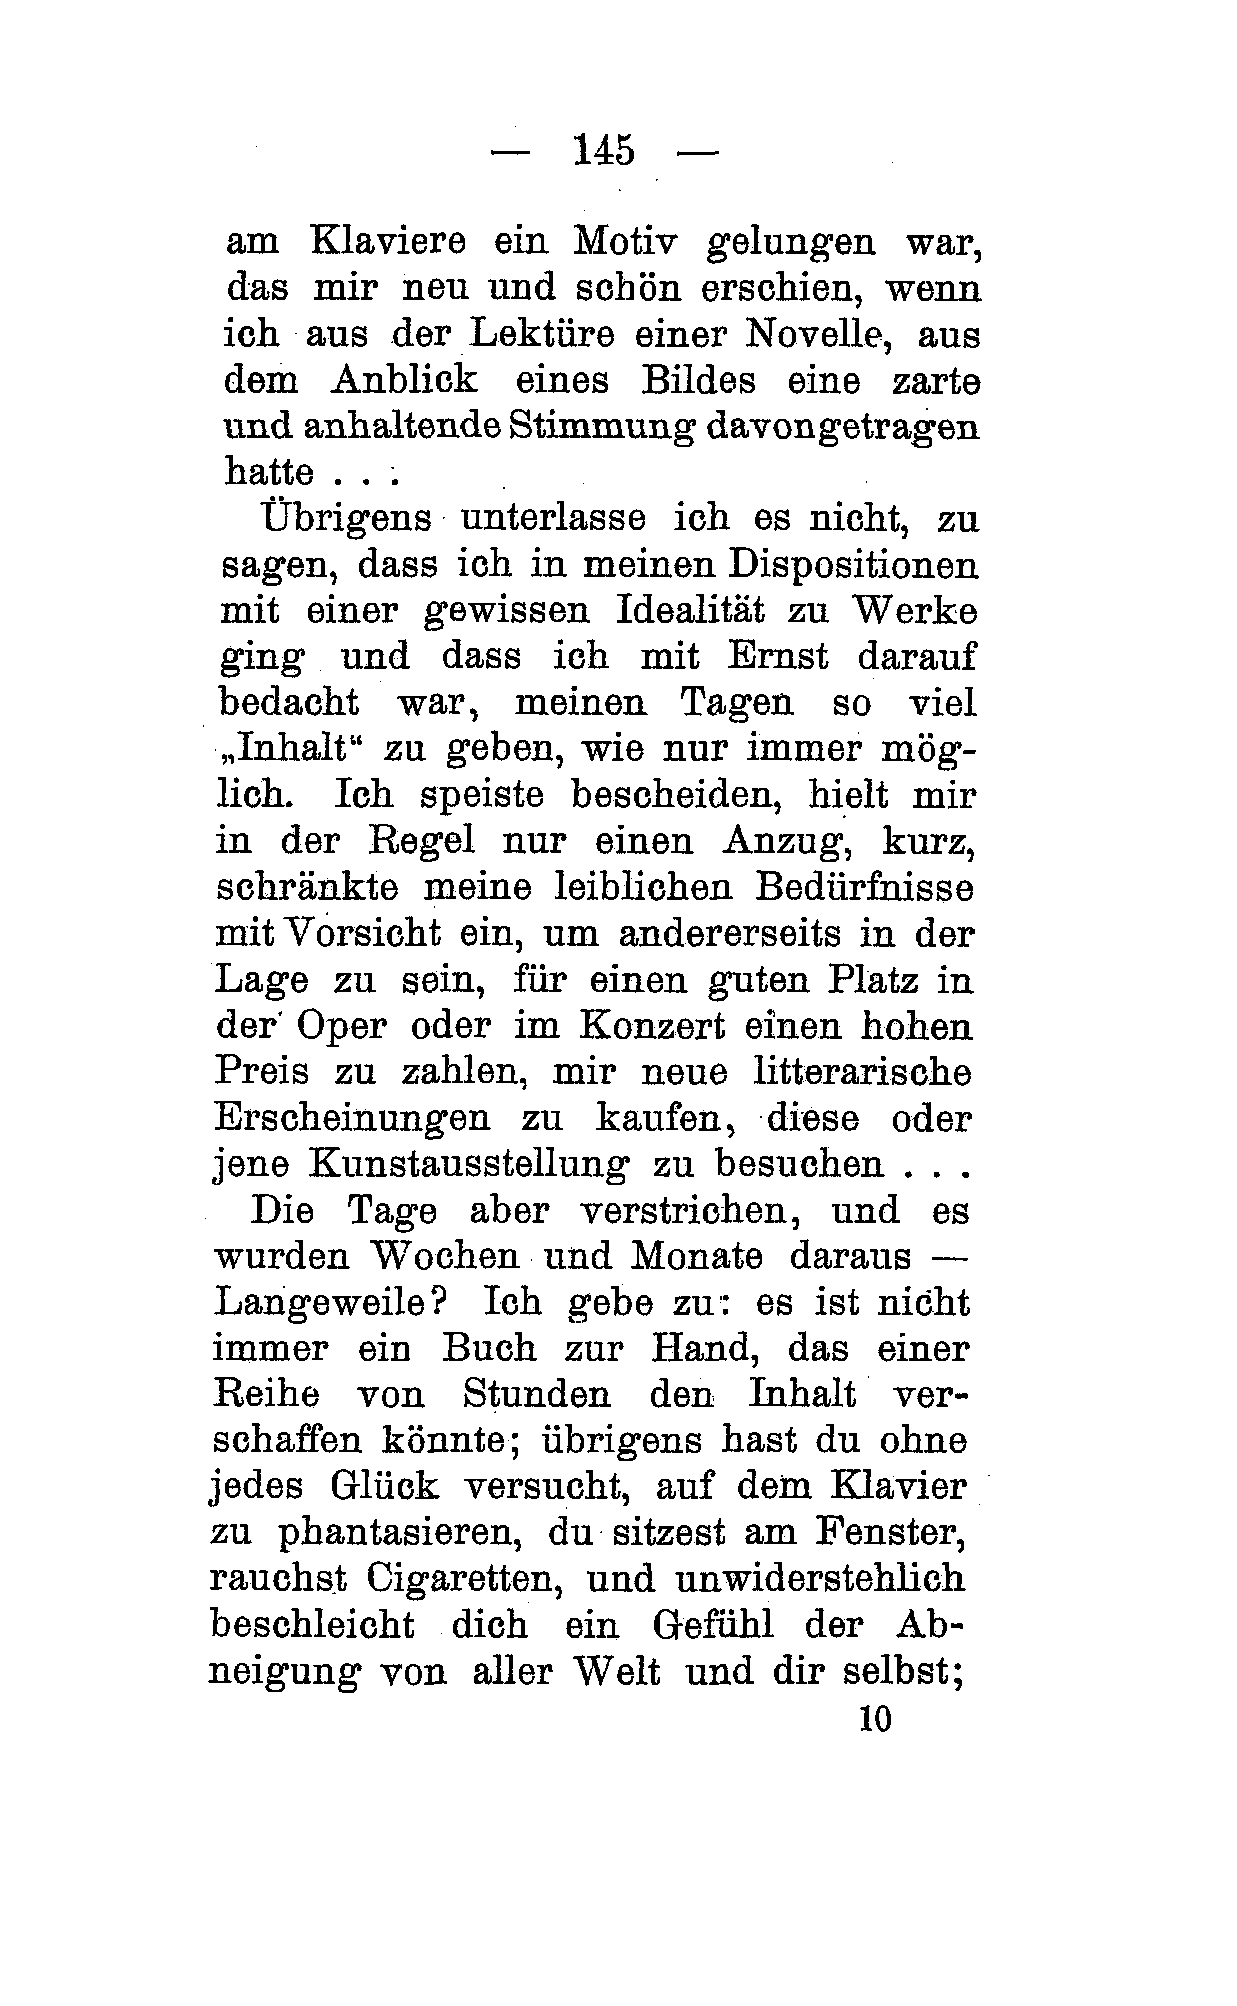 — 145 —
am Klaviere ein Motiv gelungen war,
das mir neu und schön erschien, wenn
ich aus der Lektüre einer Novelle, aus
dem Anblick eines Bildes eine zarte
und anhaltende Stimmung davongetragen
hatte . . .
Übrigens unterlasse ich es nicht, zu
sagen, dass ich in meinen Dispositionen
mit einer gewissen Idealität zu Werke
ging und dass ich mit Ernst darauf
bedacht war, meinen Tagen so viel
„Inhalt“ zu geben, wie nur immer mög-
lich. Ich speiste bescheiden, hielt mir
in der Regel nur einen Anzug, kurz,
schränkte meine leiblichen Bedürfnisse
mit Vorsicht ein, um andererseits in der
Lage zu sein, für einen guten Platz in
der Oper oder im Konzert einen hohen
Preis zu zahlen, mir neue litterarische
Erscheinungen zu kaufen, diese oder
jene Kunstausstellung zu besuchen . . .
Die Tage aber verstrichen, und es
wurden Wochen und Monate daraus —
Langeweile? Ich gebe zu: es ist nicht
immer ein Buch zur Hand, das einer
Reihe von Stunden den Inhalt ver-
schaffen könnte; übrigens hast du ohne
jedes Glück versucht, auf dem Klavier
zu phantasieren, du sitzest am Fenster,
rauchst Cigaretten, und unwiderstehlich
beschleicht dich ein Gefühl der Ab-
neigung von aller Welt und dir selbst;
10